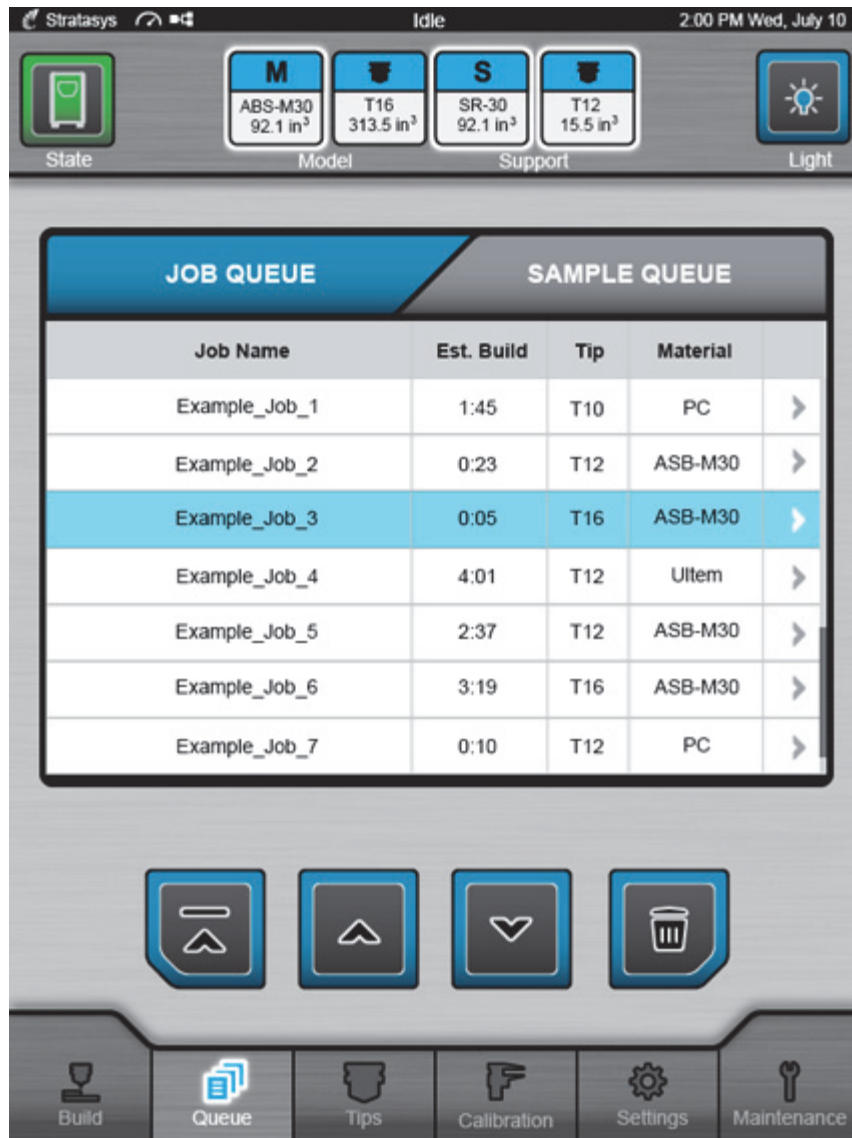 Stratasys Idle 2:00 PM Wed, July 10
M S
ABS-M30 T16 SR-30 T12
92.1 in³ 313.5 in³ 92.1 in³ 15.5 in³
State Model Support Light
JOB QUEUE SAMPLE QUEUE
Job Name Est. Build Tip Material
Example_Job_1 1:45 T10 PC
Example_Job_2 0:23 T12 ASB-M30
Example_Job_3 0:05 T16 ASB-M30
Example_Job_4 4:01 T12 Ultem
Example_Job_5 2:37 T12 ASB-M30
Example_Job_6 3:19 T16 ASB-M30
Example_Job_7 0:10 T12 PC
Build Queue Tips Calibration Settings Maintenance